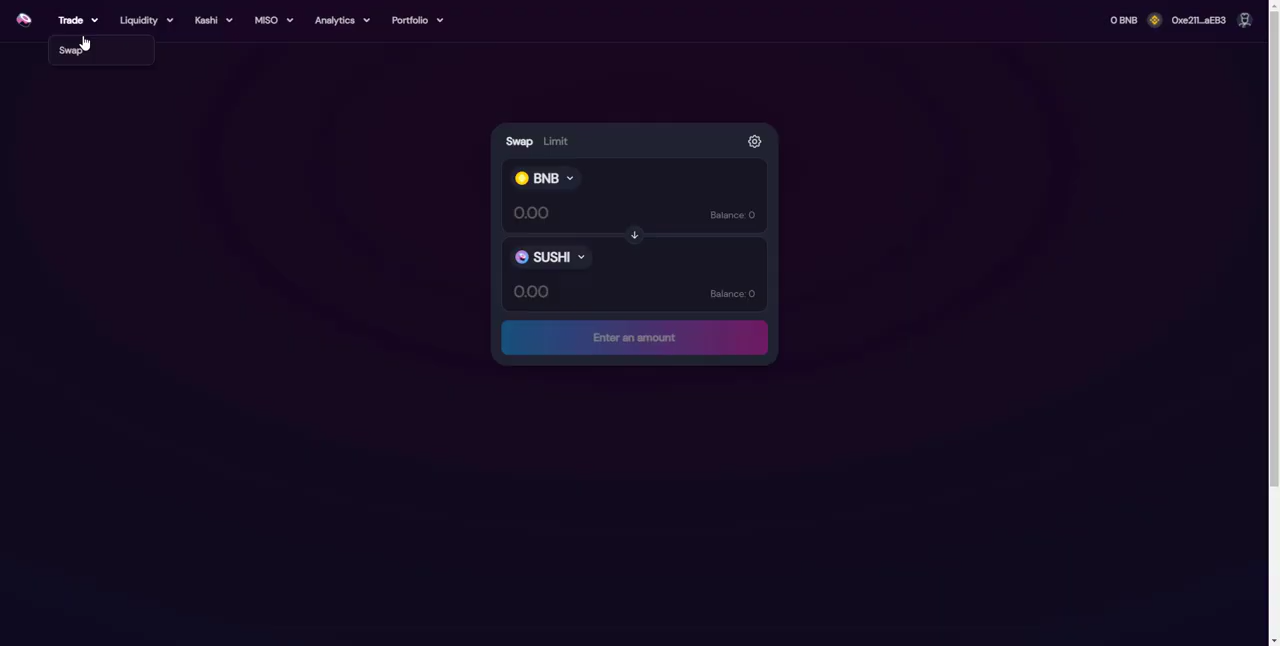 Trade Liquidity Kashi MISO Analytics Portfolio 0 BNB 0xe211...aEB3
Swap
Swap Limit
BNB
0.00 Balance: 0
SUSHI
0.00 Balance: 0
Enter an amount